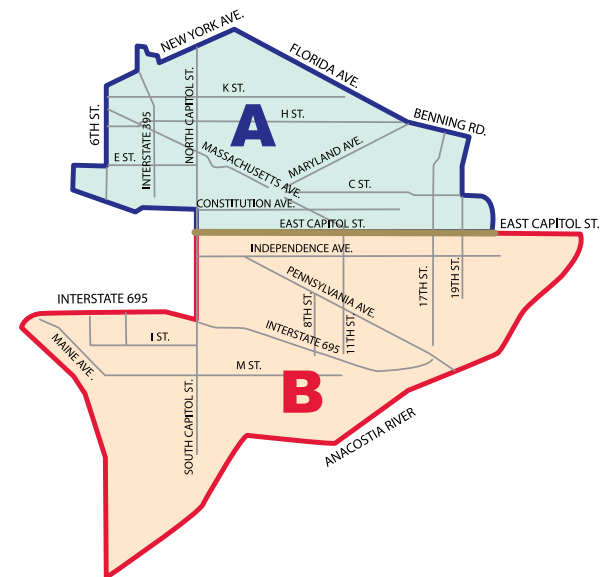 NEW YORK AVE.
FLORIDA AVE.
K ST.
H ST.
BENNING RD.
6TH ST.
INTERSTATE 395
NORTH CAPITOL ST.
A
MASSACHUSETTS AVE.
MARYLAND AVE.
E ST.
C ST.
CONSTITUTION AVE.
EAST CAPITOL ST.
EAST CAPITOL ST.
INDEPENDENCE AVE.
PENNSYLVANIA AVE.
17TH ST.
19TH ST.
INTERSTATE 695
8TH ST.
11TH ST.
INTERSTATE 695
I ST.
MAINE AVE.
M ST.
B
SOUTH CAPITOL ST.
ANACOSTIA RIVER